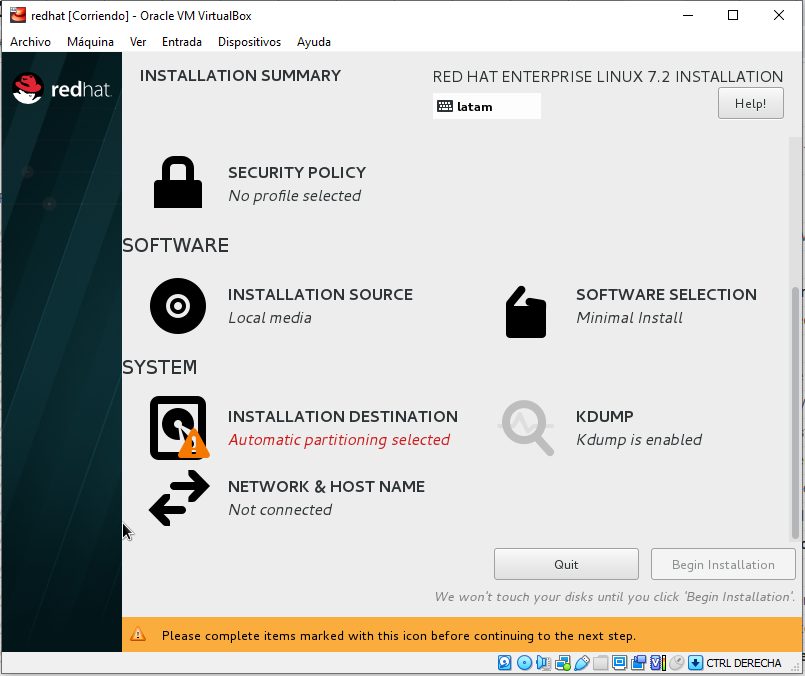 redhat [Corriendo] - Oracle VM VirtualBox
Archivo Máquina Ver Entrada Dispositivos Ayuda
redhat.
INSTALLATION SUMMARY
RED HAT ENTERPRISE LINUX 7.2 INSTALLATION
latam
Help!
SECURITY POLICY
No profile selected
SOFTWARE
INSTALLATION SOURCE
Local media
SOFTWARE SELECTION
Minimal Install
SYSTEM
INSTALLATION DESTINATION
Automatic partitioning selected
KDUMP
Kdump is enabled
NETWORK & HOST NAME
Not connected
Quit
Begin Installation
We won't touch your disks until you click 'Begin Installation'.
Please complete items marked with this icon before continuing to the next step.
CTRL DERECHA